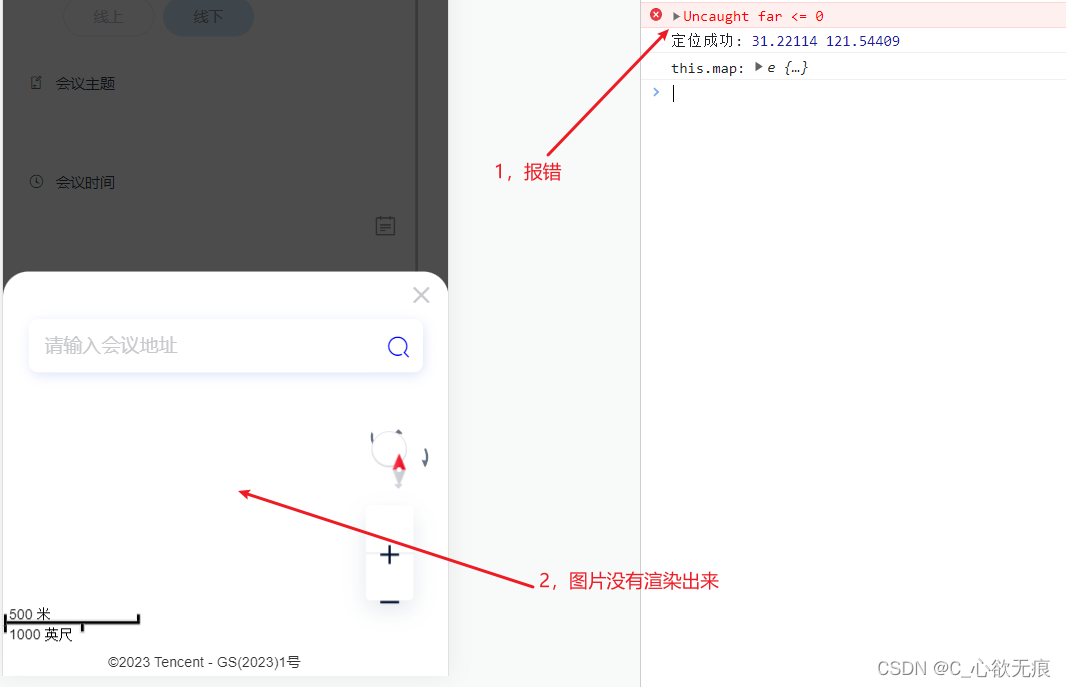 线上
线下
会议主题
会议时间
请输入会议地址
500 米
1000 英尺
©2023 Tencent - GS(2023)1号
Uncaught far <= 0
定位成功: 31.22114 121.54409
this.map: ▶ e {…}
1，报错
2，图片没有渲染出来
CSDN @C_心欲无痕